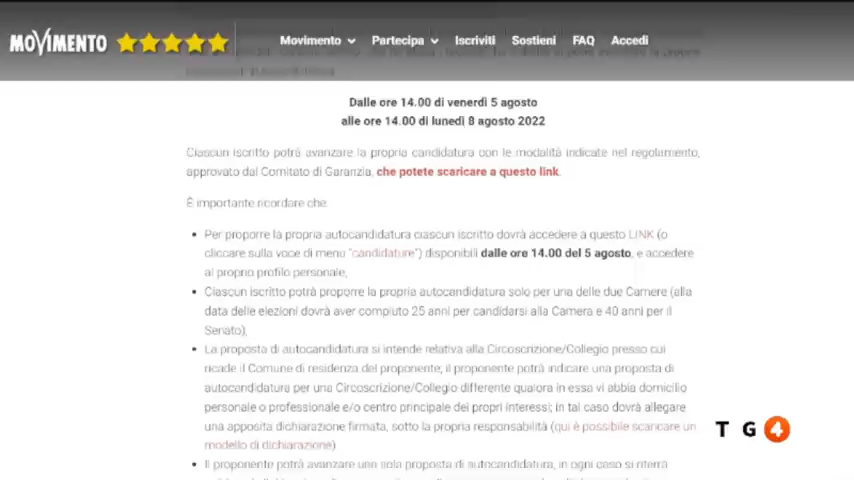 MOVIMENTO
Movimento Partecipa Iscriviti Sostieni FAQ Accedi
Dalle ore 14.00 di venerdì 5 agosto
alle ore 14.00 di lunedì 8 agosto 2022
Ciascun iscritto potrà avanzare la propria candidatura con le modalità indicate nel regolamento,
approvato dal Comitato di Garanzia, che potete scaricare a questo link.
È importante ricordare che:
Per proporre la propria autocandidatura ciascun iscritto dovrà accedere a questo LINK (o
cliccare sulla voce di menu "candidature") disponibili dalle ore 14.00 del 5 agosto, e accedere
al proprio profilo personale;
Ciascun iscritto potrà proporre la propria autocandidatura solo per una delle due Camere (alla
data delle elezioni dovrà aver compiuto 25 anni per candidarsi alla Camera e 40 anni per il
Senato);
La proposta di autocandidatura si intende relativa alla Circoscrizione/Collegio presso cui
ricade il Comune di residenza del proponente; il proponente potrà indicare una proposta di
autocandidatura per una Circoscrizione/Collegio differente qualora in essa vi abbia domicilio
personale o professionale e/o centro principale dei propri interessi; in tal caso dovrà allegare
una apposita dichiarazione firmata, sotto la propria responsabilità (qui è possibile scaricare un
modello di dichiarazione)
Il proponente potrà avanzare una sola proposta di autocandidatura, in ogni caso si riterrà
TG4